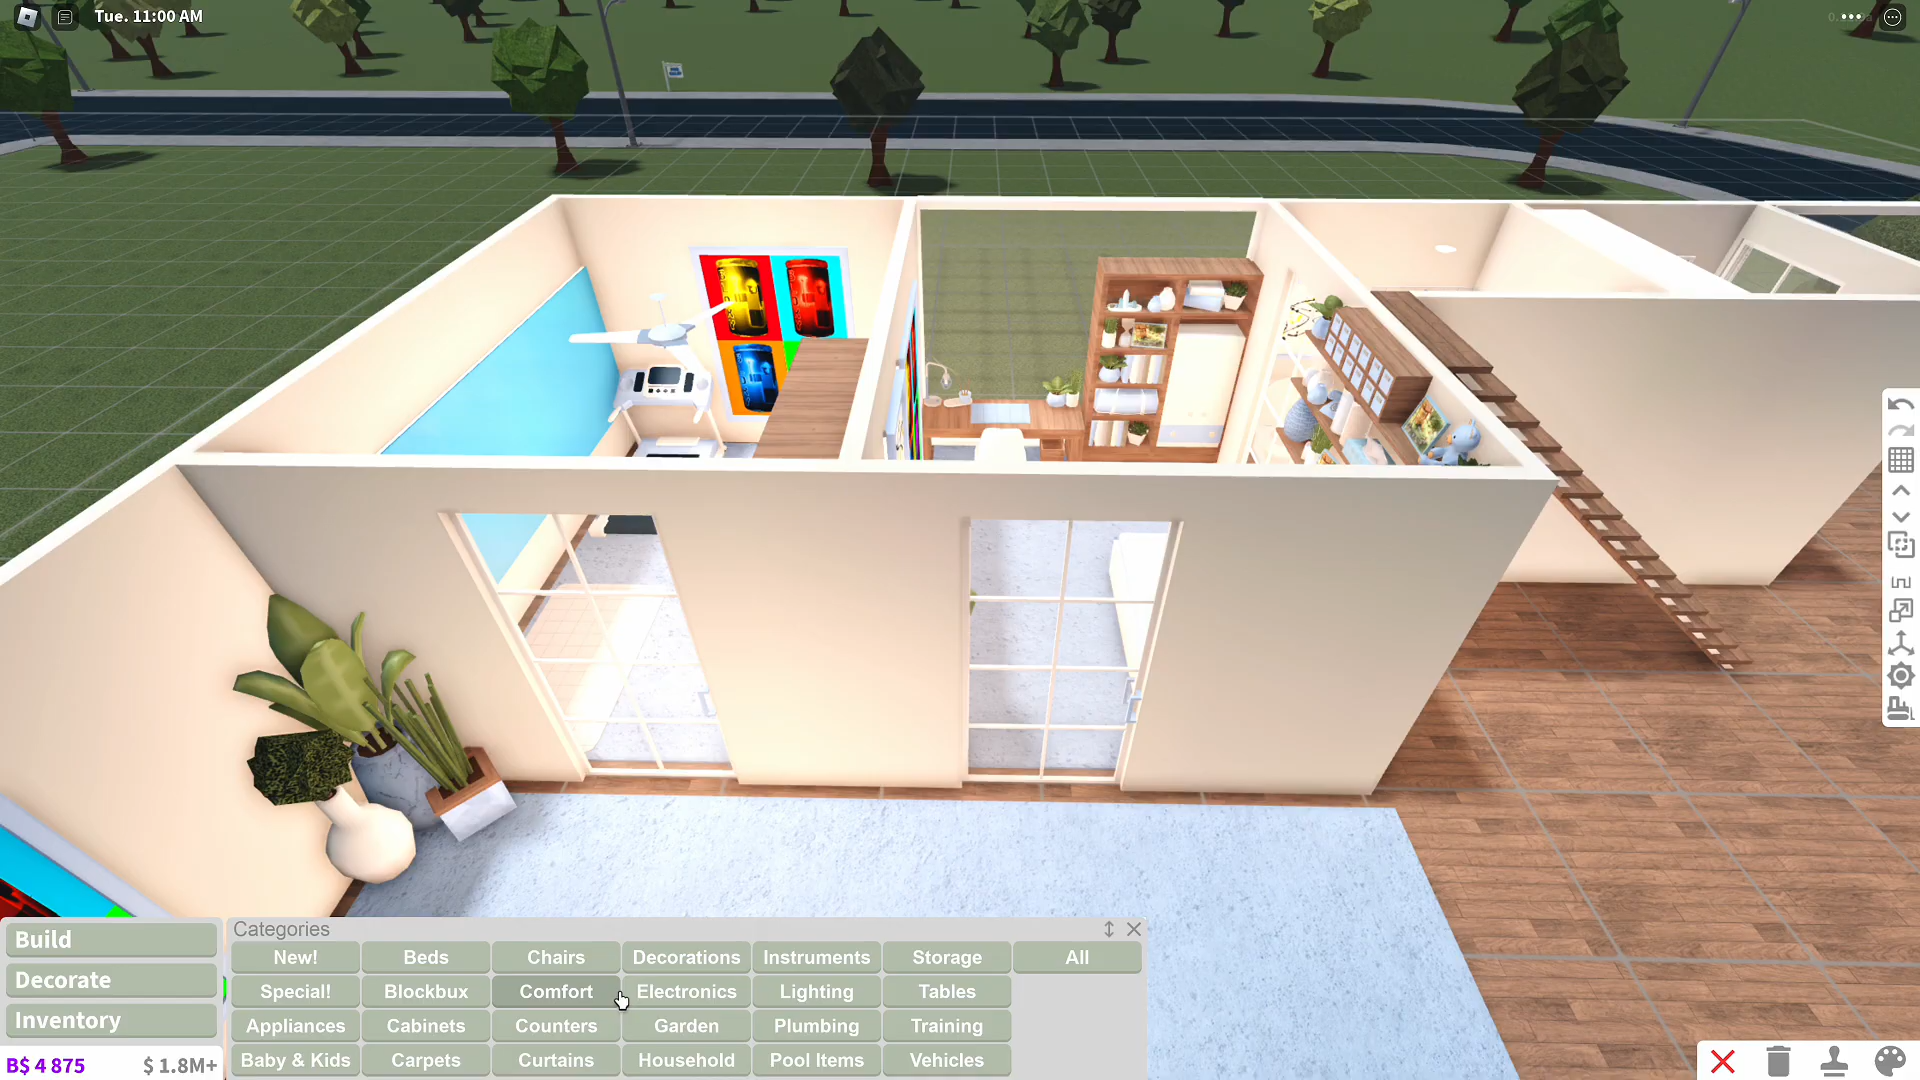 Tue. 11:00 AM
Categories
New! Beds Chairs Decorations Instruments Storage All
Special! Blockbux Comfort Electronics Lighting Tables
Appliances Cabinets Counters Garden Plumbing Training
Baby & Kids Carpets Curtains Household Pool Items Vehicles
Build
Decorate
Inventory
B$ 4 875 $ 1.8M+